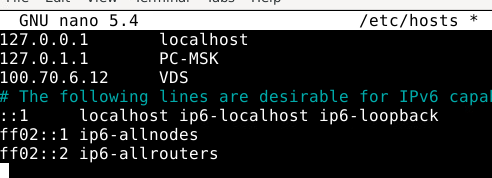 GNU nano 5.4 /etc/hosts *
127.0.0.1 localhost
127.0.1.1 PC-MSK
100.70.6.12 VDS
# The following lines are desirable for IPv6
::1 localhost ip6-localhost ip6-loopback
ff02::1 ip6-allnodes
ff02::2 ip6-allrouters